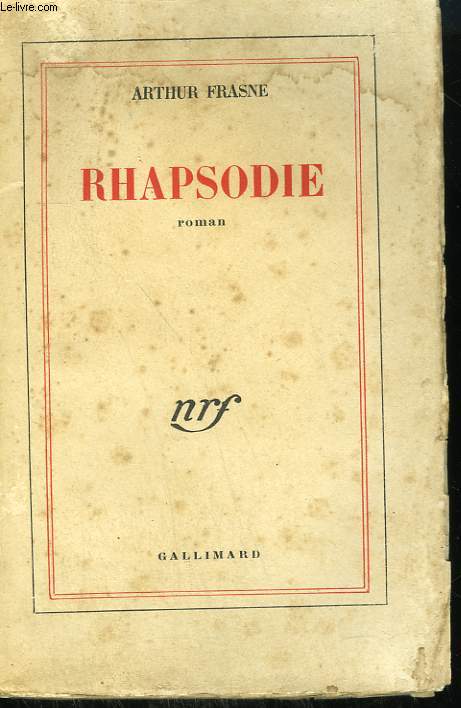 Le-livre.com
ARTHUR FRASNE
RHAPSODIE
roman
nrf
GALLIMARD